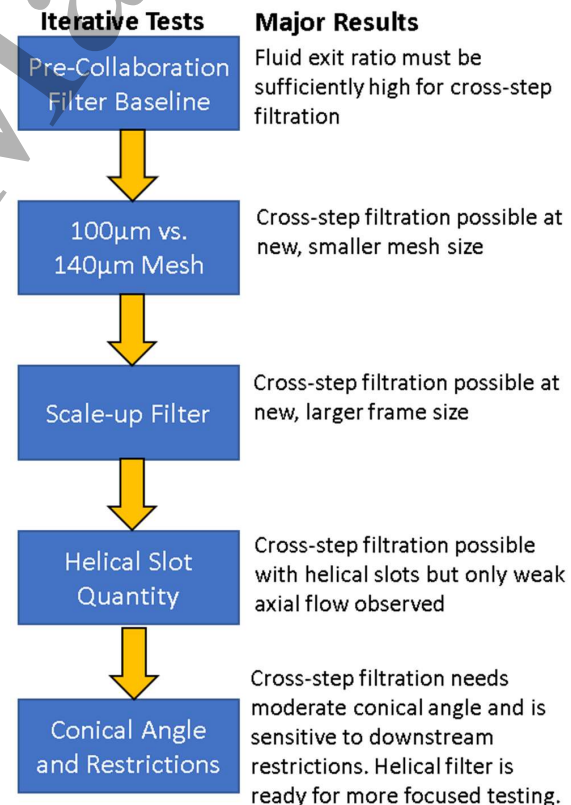 Iterative Tests
Major Results
Pre-Collaboration
Filter Baseline
Fluid exit ratio must be
sufficiently high for cross-step
filtration
100µm vs.
140µm Mesh
Cross-step filtration possible at
new, smaller mesh size
Scale-up Filter
Cross-step filtration possible at
new, larger frame size
Helical Slot
Quantity
Cross-step filtration possible
with helical slots but only weak
axial flow observed
Conical Angle
and Restrictions
Cross-step filtration needs
moderate conical angle and is
sensitive to downstream
restrictions. Helical filter is
ready for more focused testing.